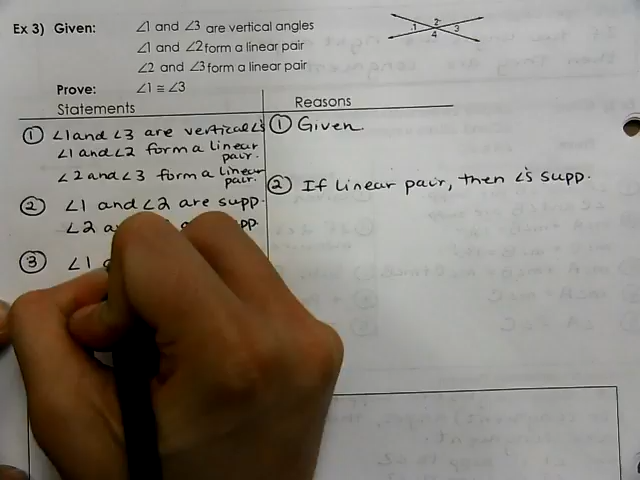 Ex 3) Given: ∠1 and ∠3 are vertical angles
∠1 and ∠2 form a linear pair
∠2 and ∠3 form a linear pair
Prove: ∠1 ≅ ∠3
1 2 3 4
Statements Reasons
① ∠1 and ∠3 are vertical ∠'s ① Given.
∠1 and ∠2 form a linear
pair.
∠2 and ∠3 form a linear
pair.
② If linear pair, then ∠'s supp.
② ∠1 and ∠2 are supp.
∠2 supp
③ ∠1